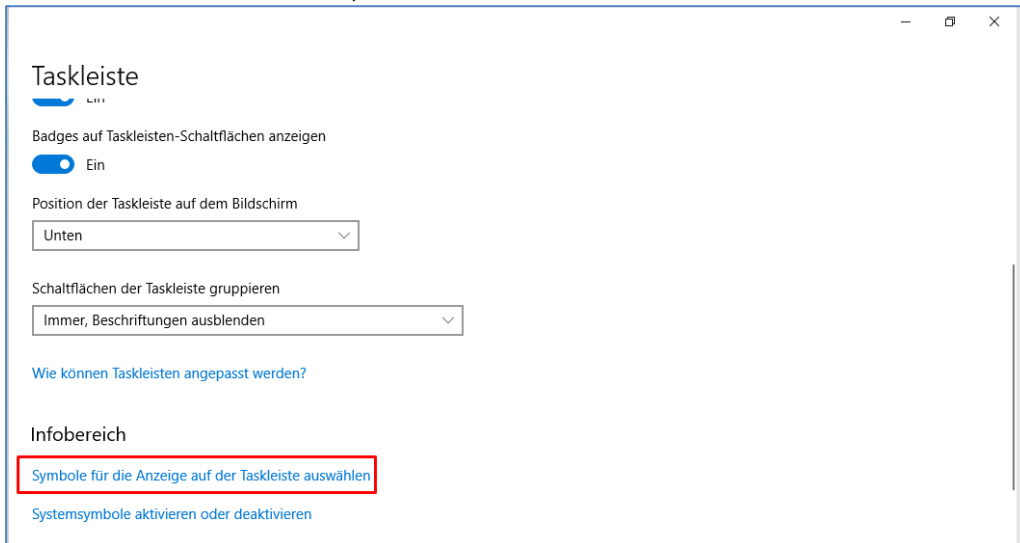 Taskleiste
Ein
Badges auf Taskleisten-Schaltflächen anzeigen
Ein
Position der Taskleiste auf dem Bildschirm
Unten
Schaltflächen der Taskleiste gruppieren
Immer, Beschriftungen ausblenden
Wie können Taskleisten angepasst werden?
Infobereich
Symbole für die Anzeige auf der Taskleiste auswählen
Systemsymbole aktivieren oder deaktivieren